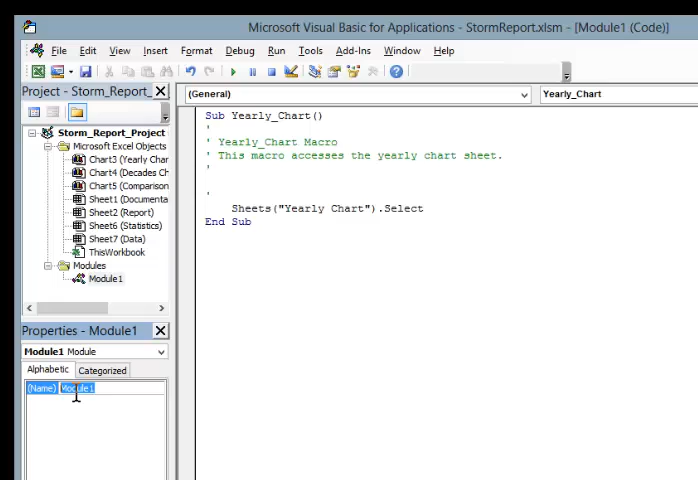 Microsoft Visual Basic for Applications - StormReport.xlsm - [Module1 (Code)]
File Edit View Insert Format Debug Run Tools Add-Ins Window Help
Project - Storm_Report_
(General)
Yearly_Chart
Storm_Report_Project
Microsoft Excel Objects
Chart3 (Yearly Char
Chart4 (Decades Ch
Chart5 (Comparison
Sheet1 (Documenta
Sheet2 (Report)
Sheet6 (Statistics)
Sheet7 (Data)
ThisWorkbook
Modules
Module1
Sub Yearly_Chart()
'
' Yearly_Chart Macro
' This macro accesses the yearly chart sheet.
'
'
Sheets("Yearly Chart").Select
End Sub
Properties - Module1
Module1 Module
Alphabetic Categorized
(Name) Module1